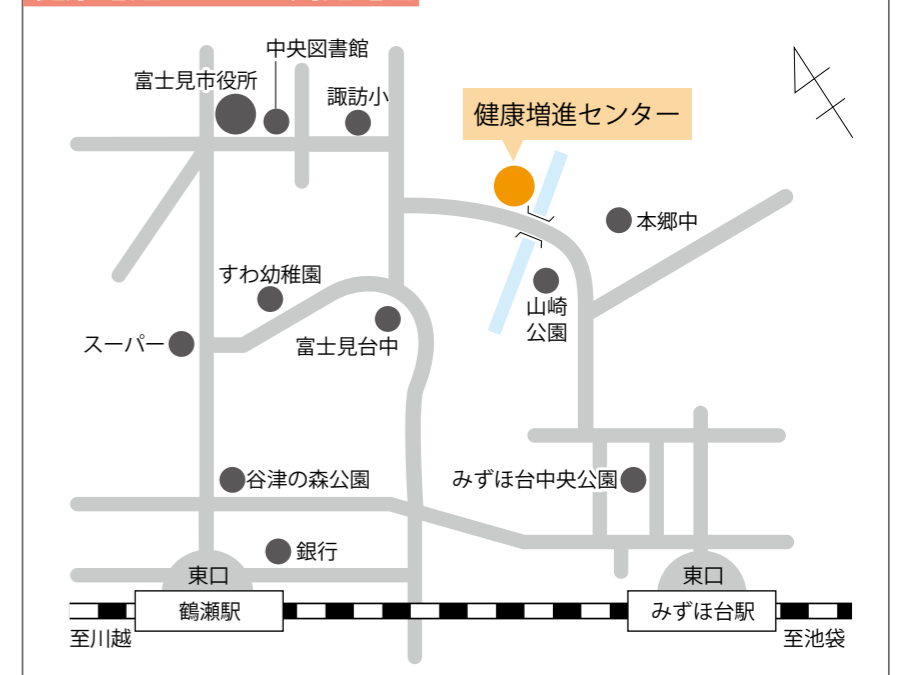 中央図書館
富士見市役所
諏訪小
健康増進センター
本郷中
すわ幼稚園
山崎
公園
スーパー
富士見台中
谷津の森公園
みずほ台中央公園
銀行
東口
東口
鶴瀬駅
みずほ台駅
至川越
至池袋